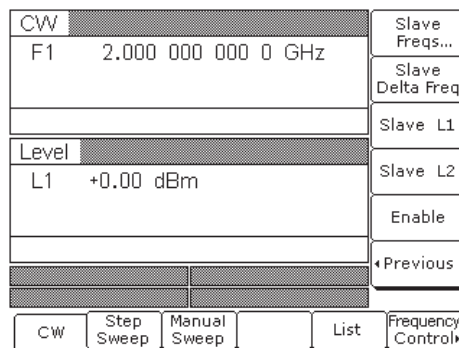 CW
F1 2.000 000 000 0 GHz
Level
L1 +0.00 dBm
Slave
Freqs...
Slave
Delta Freq
Slave L1
Slave L2
Enable
Previous
CW
Step
Sweep
Manual
Sweep
List
Frequency
Control